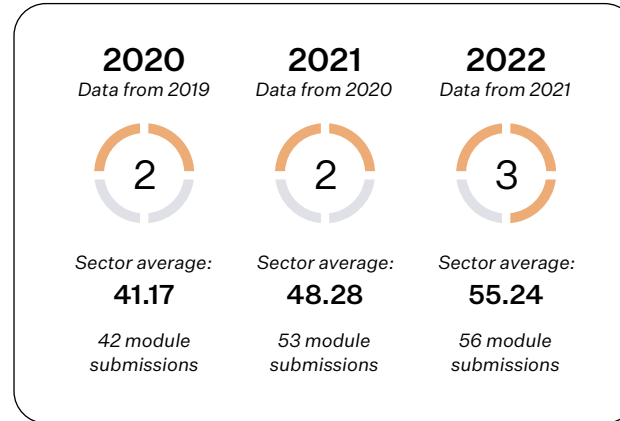 2020
Data from 2019
2
Sector average:
41.17
42 module
submissions
2021
Data from 2020
2
Sector average:
48.28
53 module
submissions
2022
Data from 2021
3
Sector average:
55.24
56 module
submissions